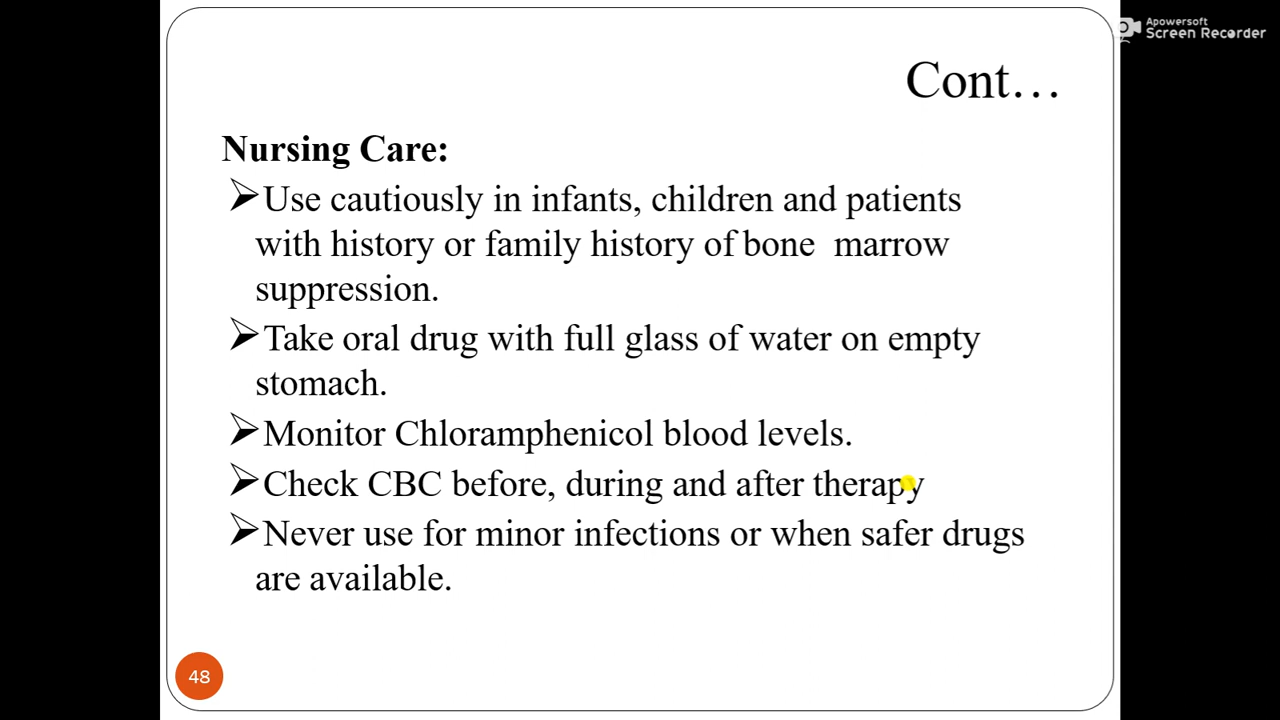 Apowersoft
Screen Recorder
Cont…
Nursing Care:
➢Use cautiously in infants, children and patients
with history or family history of bone  marrow
suppression.
➢Take oral drug with full glass of water on empty
stomach.
➢Monitor Chloramphenicol blood levels.
➢Check CBC before, during and after therapy
➢Never use for minor infections or when safer drugs
are available.
48